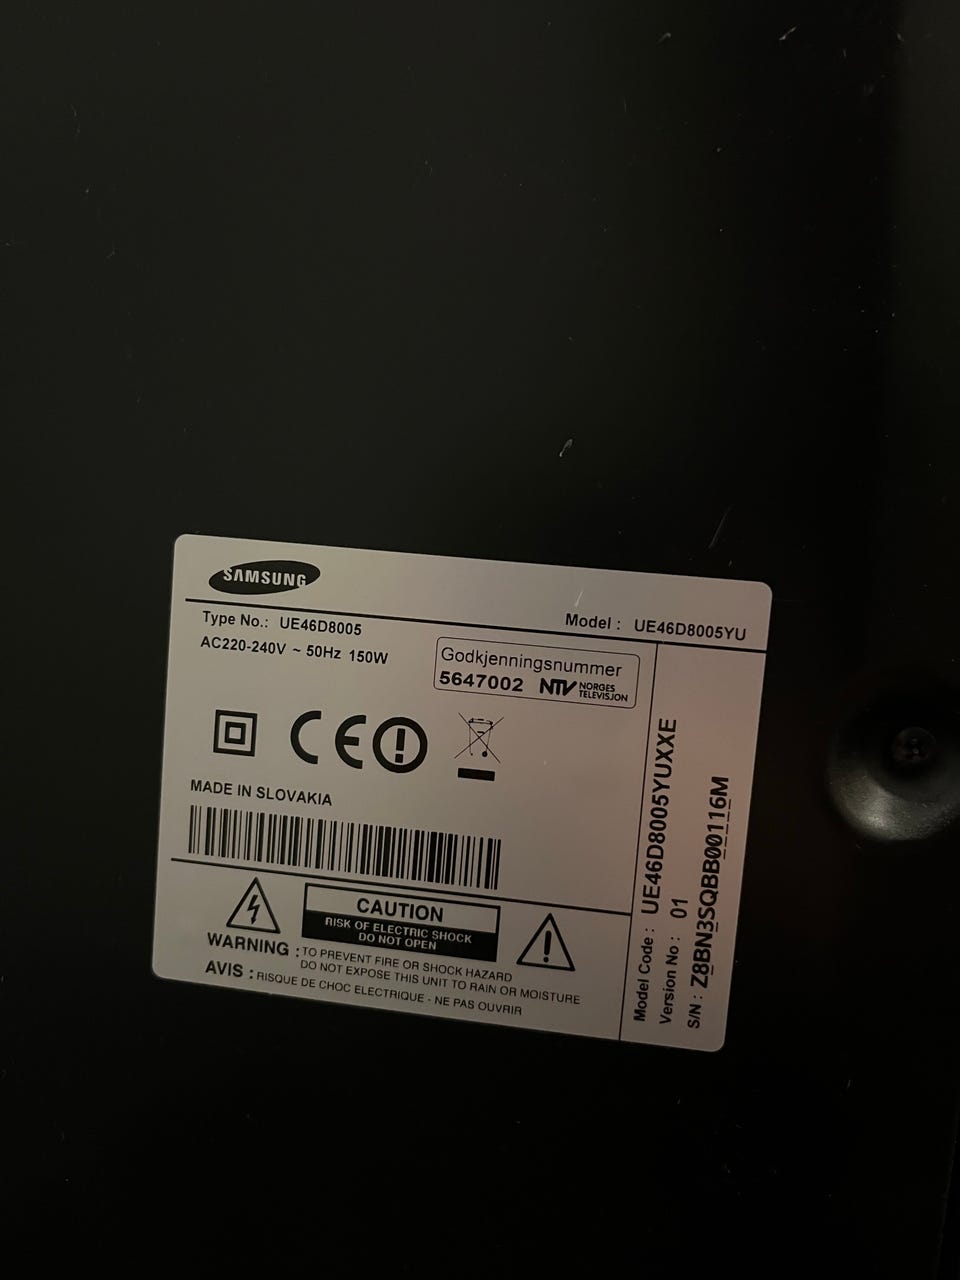 SAMSUNG
Type No.: UE46D8005
Model : UE46D8005YU
AC220-240V ~ 50Hz 150W
Godkjenningsnummer
5647002 NTV NORGES TELEVISJON
CE
MADE IN SLOVAKIA
CAUTION
RISK OF ELECTRIC SHOCK
DO NOT OPEN
WARNING : TO PREVENT FIRE OR SHOCK HAZARD
DO NOT EXPOSE THIS UNIT TO RAIN OR MOISTURE
AVIS : RISQUE DE CHOC ELECTRIQUE - NE PAS OUVRIR
Model Code : UE46D8005YUXXE
Version No : 01
S/N : Z8BN3SQBB00116M